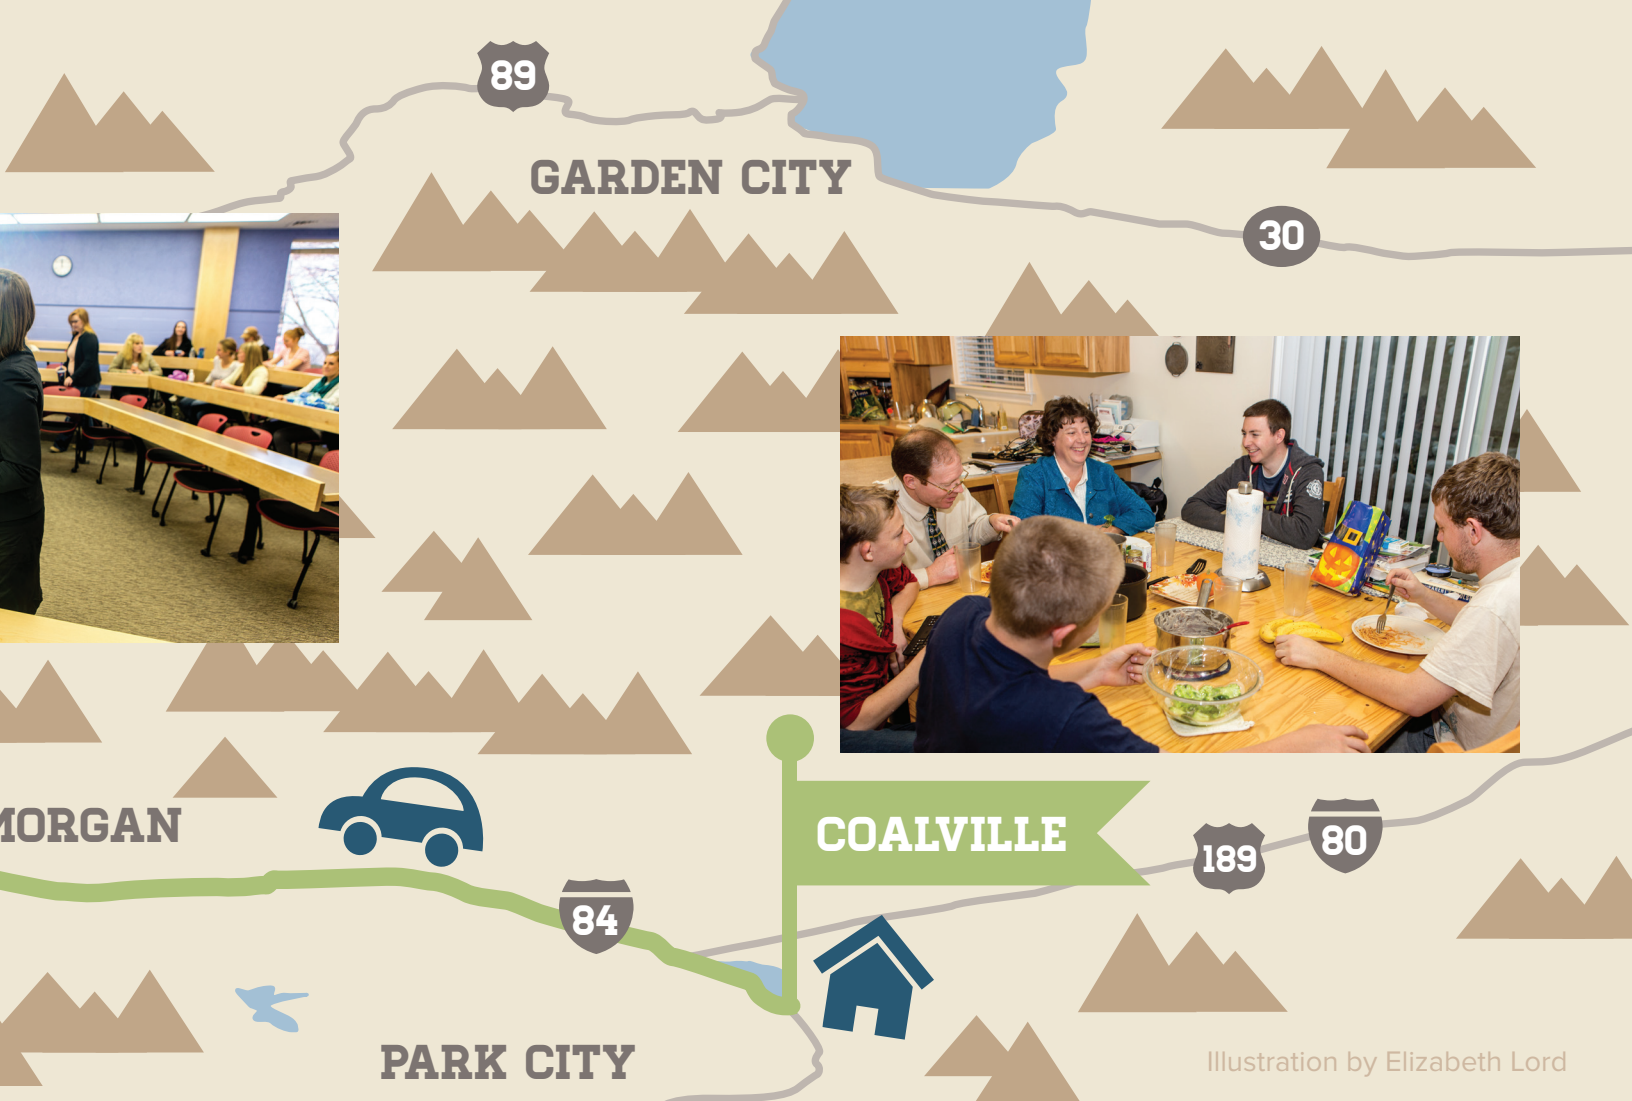 89
GARDEN CITY
30
MORGAN
COALVILLE
80
189
84
PARK CITY
Illustration by Elizabeth Lord